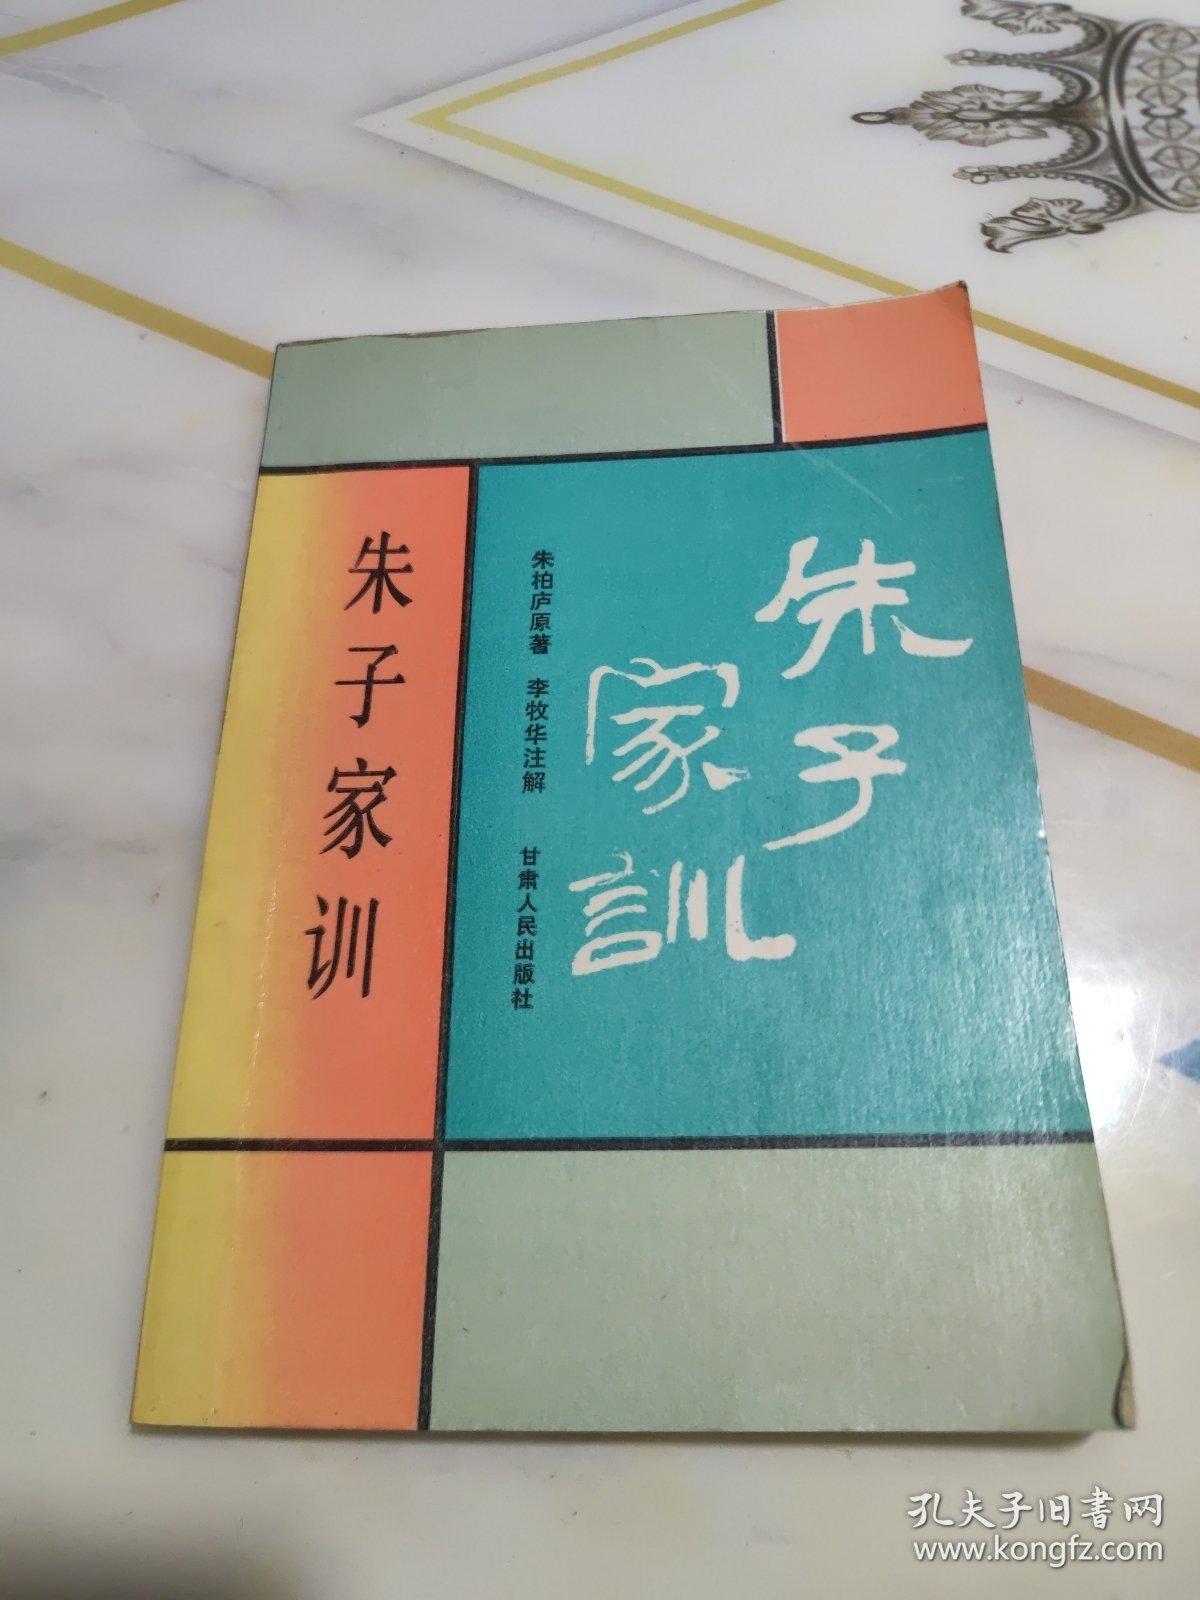 朱子
家訓
朱柏庐原著 李牧华注解 甘肃人民出版社
朱子家训
孔夫子旧书网
www.kongfz.com